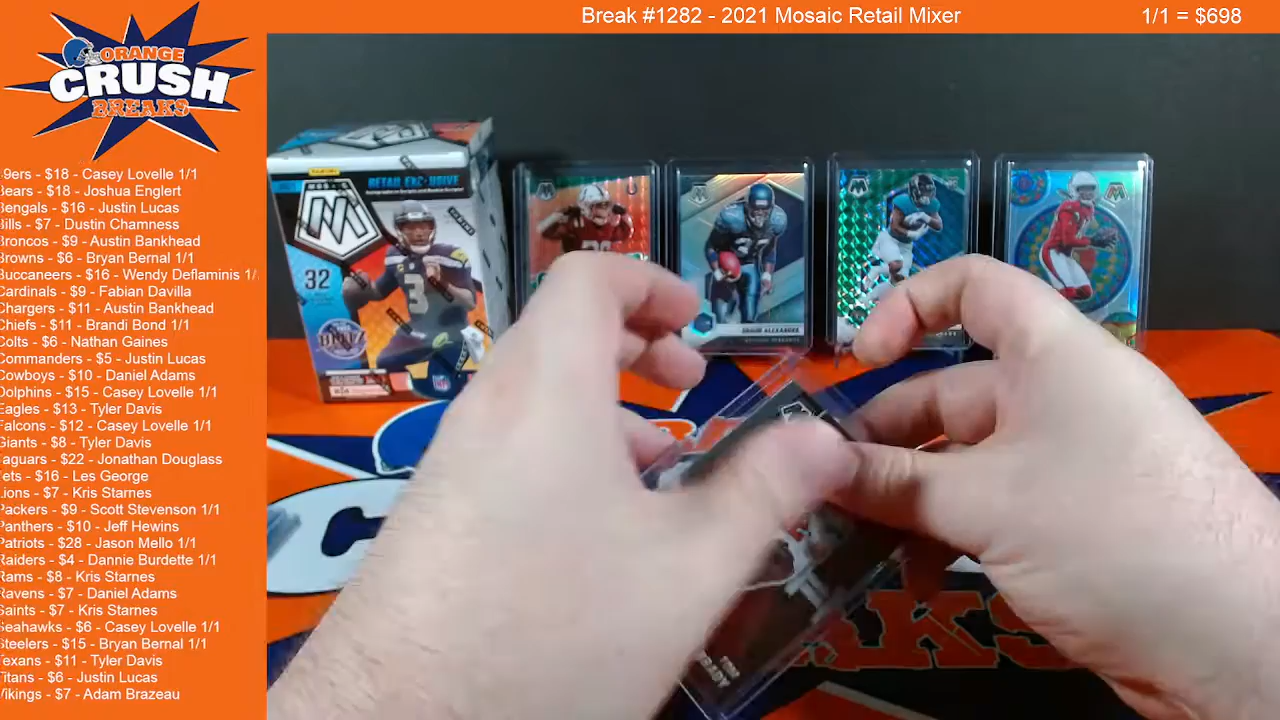 Break #1282 - 2021 Mosaic Retail Mixer
1/1 = $698
ORANGE
CRUSH
BREAKS
49ers - $18 - Casey Lovelle 1/1
Bears - $18 - Joshua Englert
Bengals - $16 - Justin Lucas
Bills - $7 - Dustin Chamness
Broncos - $9 - Austin Bankhead
Browns - $6 - Bryan Bernal 1/1
Buccaneers - $16 - Wendy Deflaminis 1/
Cardinals - $9 - Fabian Davilla
Chargers - $11 - Austin Bankhead
Chiefs - $11 - Brandi Bond 1/1
Colts - $6 - Nathan Gaines
Commanders - $5 - Justin Lucas
Cowboys - $10 - Daniel Adams
Dolphins - $15 - Casey Lovelle 1/1
Eagles - $13 - Tyler Davis
Falcons - $12 - Casey Lovelle 1/1
Giants - $8 - Tyler Davis
Jaguars - $22 - Jonathan Douglass
Jets - $16 - Les George
Lions - $7 - Kris Starnes
Packers - $9 - Scott Stevenson 1/1
Panthers - $10 - Jeff Hewins
Patriots - $28 - Jason Mello 1/1
Raiders - $4 - Dannie Burdette 1/1
Rams - $8 - Kris Starnes
Ravens - $7 - Daniel Adams
Saints - $7 - Kris Starnes
Seahawks - $6 - Casey Lovelle 1/1
Steelers - $15 - Bryan Bernal 1/1
Texans - $11 - Tyler Davis
Titans - $6 - Justin Lucas
Vikings - $7 - Adam Brazeau
RETAIL EXCLUSIVE
32
3
SHAUN ALEXANDER
TOM BRADY